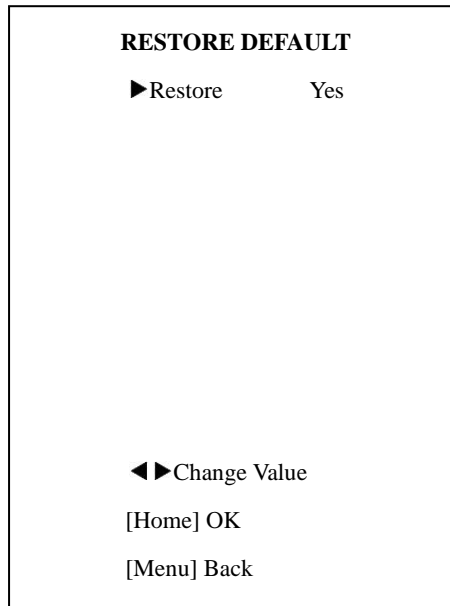 RESTORE DEFAULT
▶Restore Yes
◀ ▶Change Value
[Home] OK
[Menu] Back